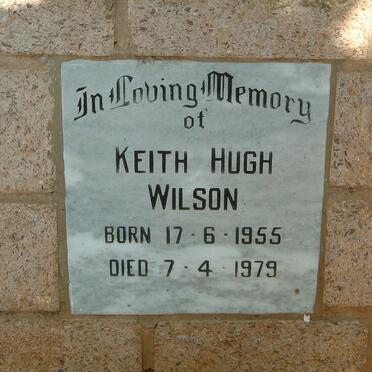 In Loving Memory
of
KEITH HUGH
WILSON
BORN 17-6-1955
DIED 7-4-1979